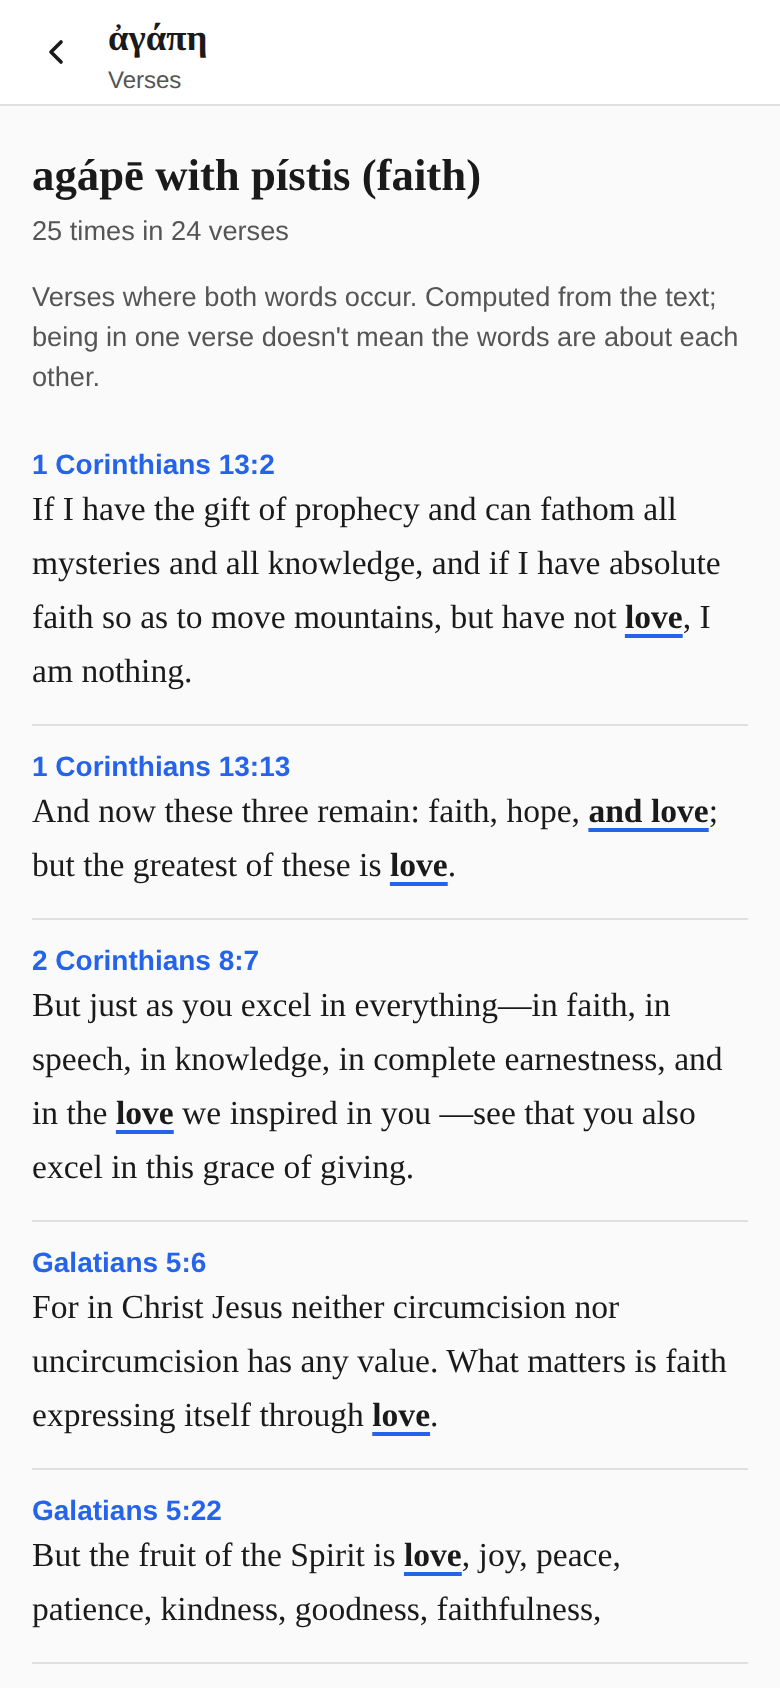 ἀγάπη
Verses
agápē with pístis (faith)
25 times in 24 verses
Verses where both words occur. Computed from the text;
being in one verse doesn't mean the words are about each
other.
1 Corinthians 13:2
If I have the gift of prophecy and can fathom all
mysteries and all knowledge, and if I have absolute
faith so as to move mountains, but have not love, I
am nothing.
1 Corinthians 13:13
And now these three remain: faith, hope, and love;
but the greatest of these is love.
2 Corinthians 8:7
But just as you excel in everything—in faith, in
speech, in knowledge, in complete earnestness, and
in the love we inspired in you —see that you also
excel in this grace of giving.
Galatians 5:6
For in Christ Jesus neither circumcision nor
uncircumcision has any value. What matters is faith
expressing itself through love.
Galatians 5:22
But the fruit of the Spirit is love, joy, peace,
patience, kindness, goodness, faithfulness,